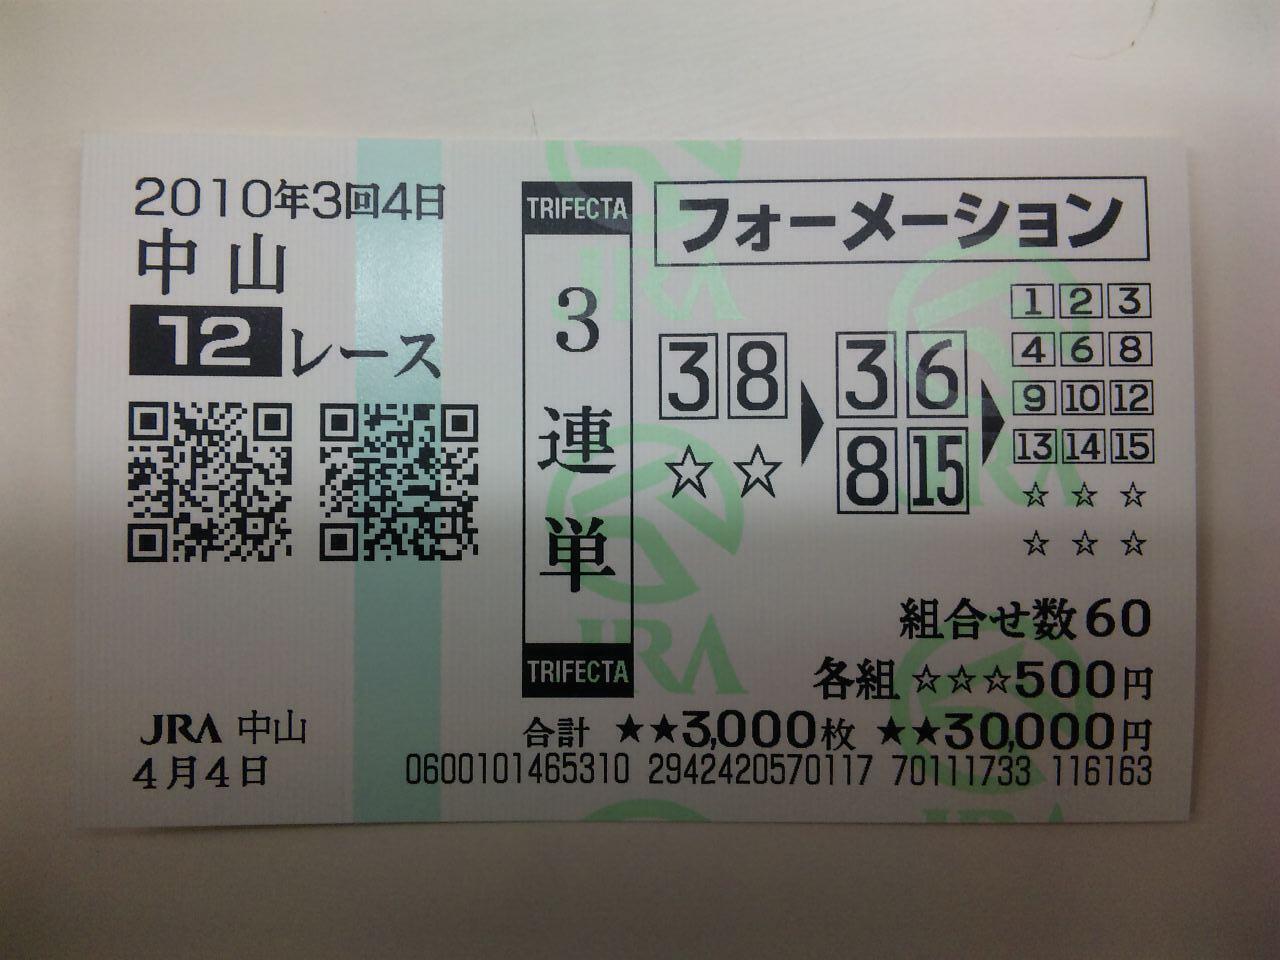 2010年3回4日
中山
12レース
JRA 中山
4月4日
TRIFECTA
3連単
TRIFECTA
フォーメーション
3 8
☆☆
3 6
8 15
1 2 3
4 6 8
9 10 12
13 14 15
☆☆☆
☆☆☆
組合せ数60
各組☆☆☆500円
合計 ★★3,000枚 ★★30,000円
0600101465310 2942420570117 70111733 116163
JRA
JRA
JRA
JRA